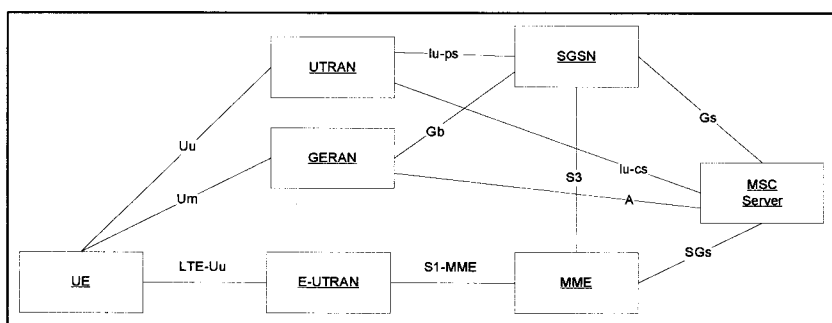 Iu-ps
SGSN
UTRAN
Gs
Uu
Gb
GERAN
Iu-cs
Um
S3
MSC
Server
A
SGs
LTE-Uu
S1-MME
UE
E-UTRAN
MME